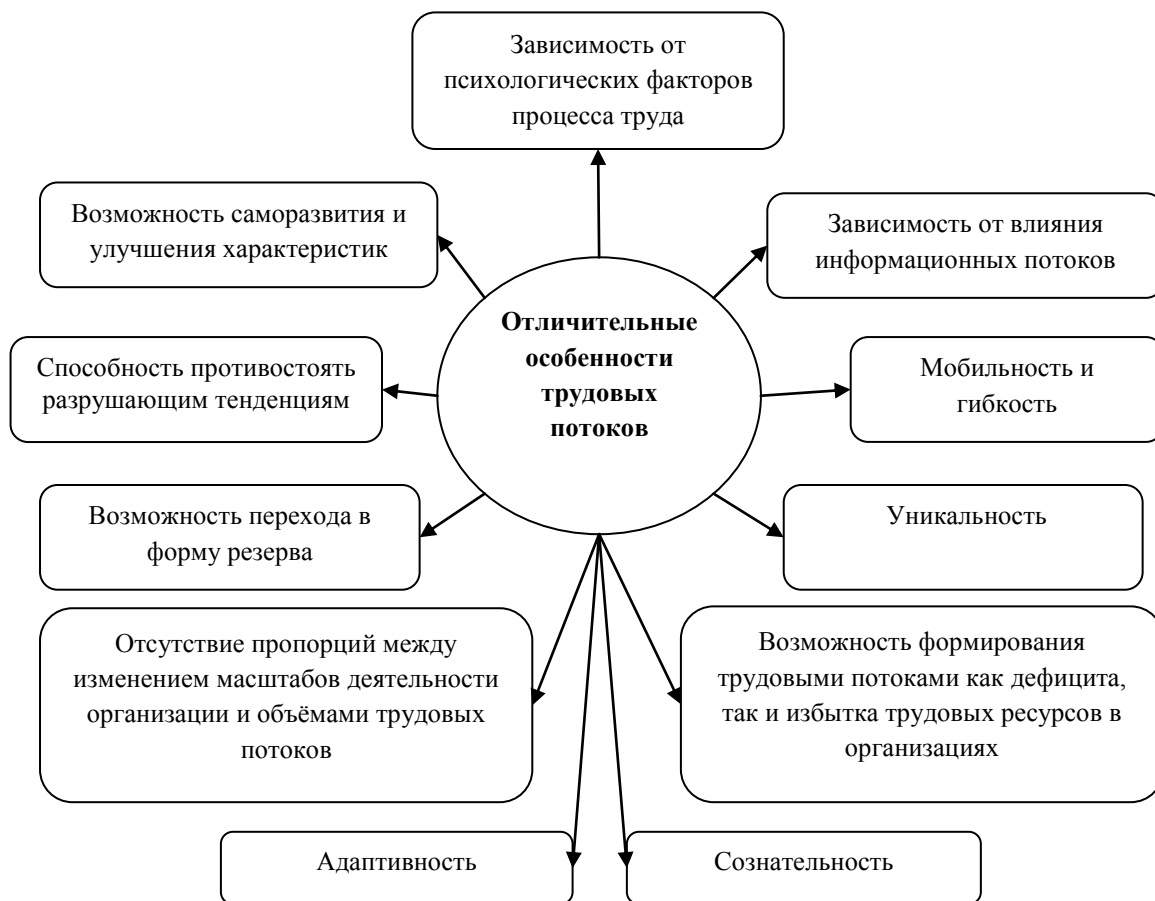 Зависимость от
психологических факторов
процесса труда
Возможность саморазвития и
улучшения характеристик
Зависимость от влияния
информационных потоков
Отличительные
особенности
трудовых
потоков
Способность противостоять
разрушающим тенденциям
Мобильность и
гибкость
Возможность перехода в
форму резерва
Уникальность
Отсутствие пропорций между
изменением масштабов деятельности
организации и объёмами трудовых
потоков
Возможность формирования
трудовыми потоками как дефицита,
так и избытка трудовых ресурсов в
организациях
Адаптивность
Сознательность